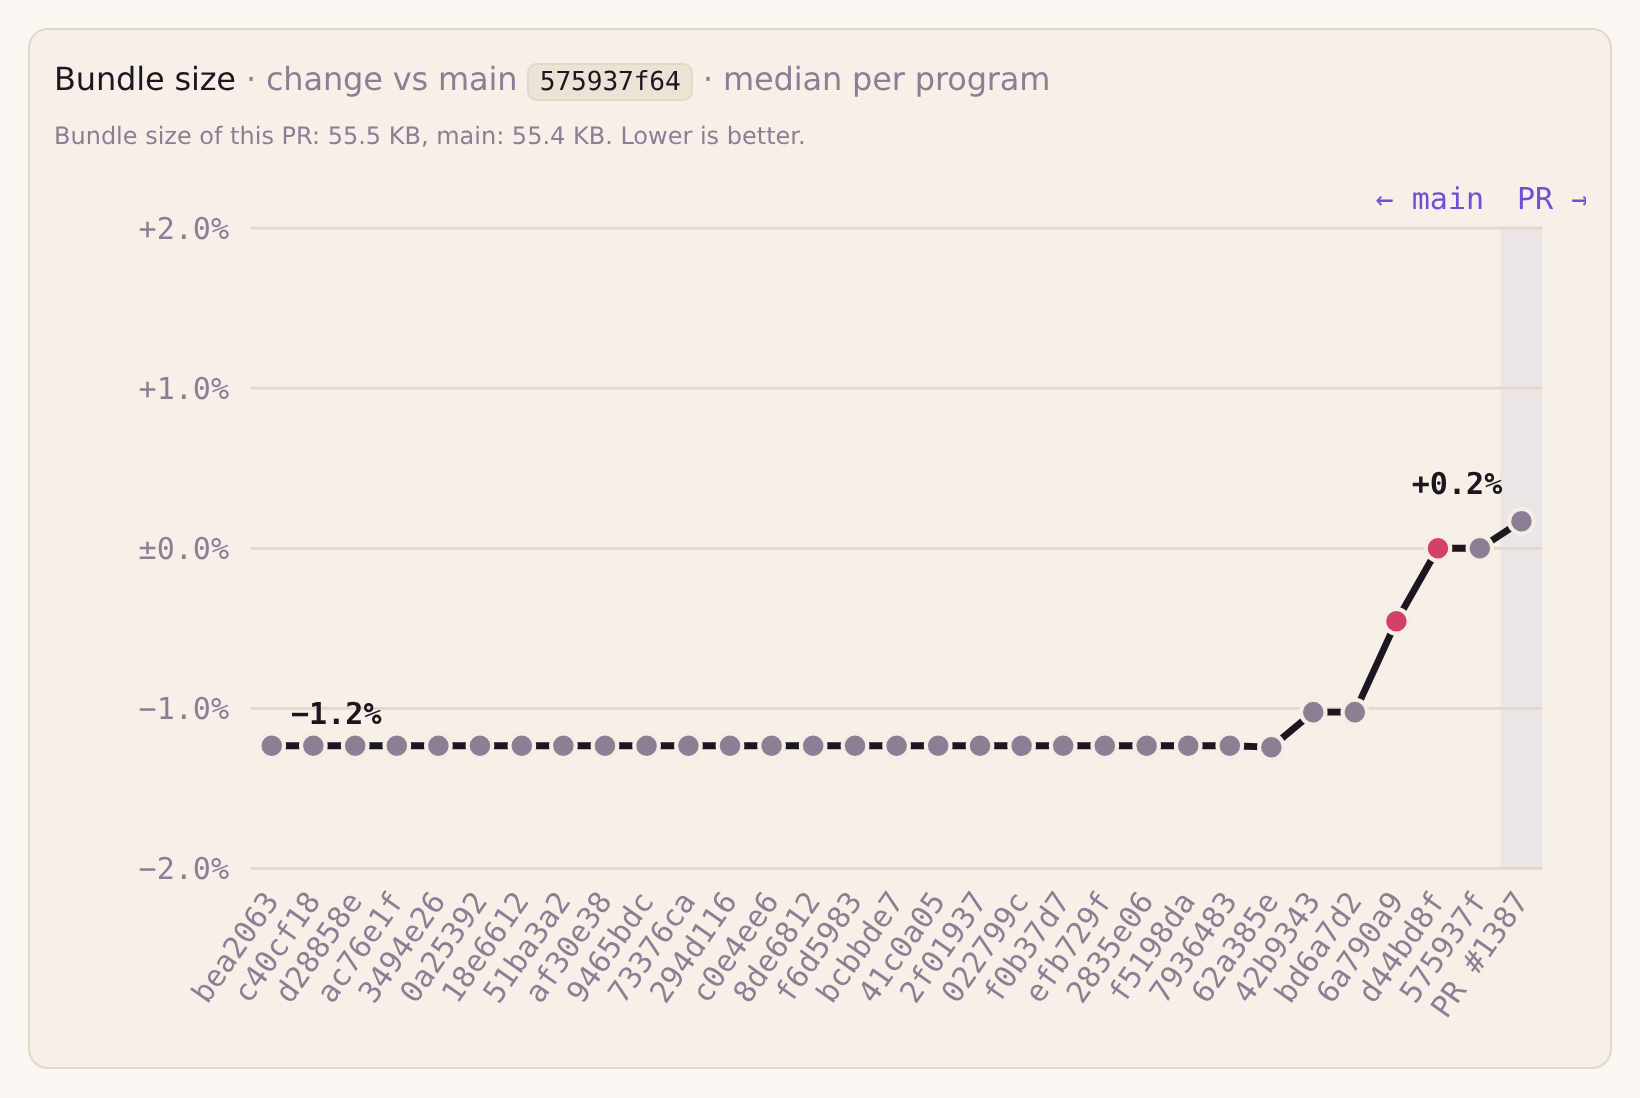 Bundle size · change vs main 575937f64 · median per program
Bundle size of this PR: 55.5 KB, main: 55.4 KB. Lower is better.
← main PR →
+2.0%
+1.0%
+0.2%
±0.0%
−1.0%
−1.2%
−2.0%
bea2063
c40cf18
d28858e
ac76e1f
3494e26
0a25392
18e6612
51ba3a2
af30e38
9465bdc
73376ca
294d116
c0e4ee6
8de6812
f6d5983
bcbbde7
41c0a05
2f01937
022799c
f0b37d7
efb729f
2835e06
f5198da
7936483
62a385e
42b9343
bd6a7d2
6a790a9
d44bd8f
575937f
PR #1387